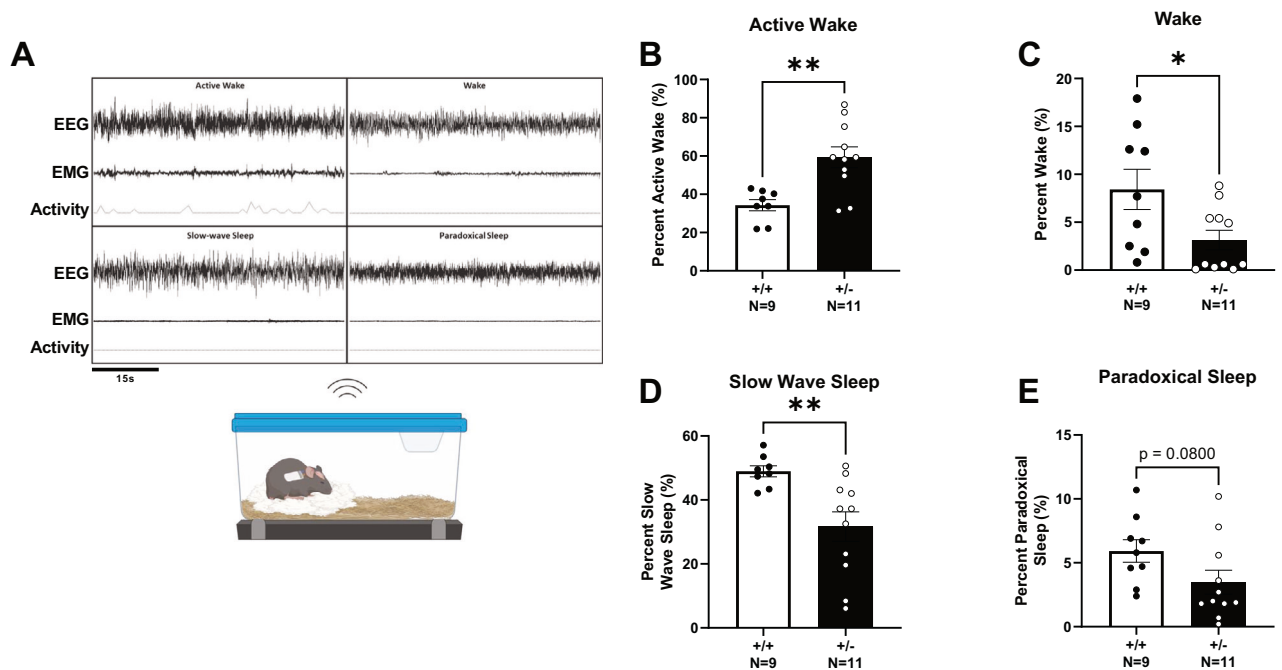 A
Active Wake
Wake
EEG
EMG
Activity
Slow-wave Sleep
Paradoxical Sleep
EEG
EMG
Activity
15s
B
Active Wake
**
Percent Active Wake (%)
100
80
60
40
20
0
+/+
N=9
+/-
N=11
C
Wake
*
Percent Wake (%)
20
15
10
5
0
+/+
N=9
+/-
N=11
D
Slow Wave Sleep
**
Percent Slow
Wave Sleep (%)
60
40
20
0
+/+
N=9
+/-
N=11
E
Paradoxical Sleep
p = 0.0800
Percent Paradoxical
Sleep (%)
15
10
5
0
+/+
N=9
+/-
N=11